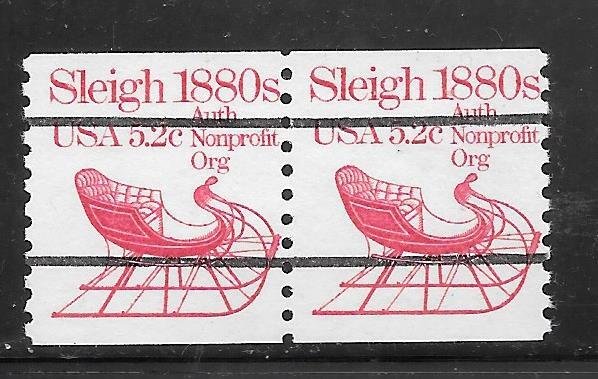 Sleigh 1880s
Auth
USA 5.2c Nonprofit
Org
Sleigh 1880s
Auth
USA 5.2c Nonprofit
Org